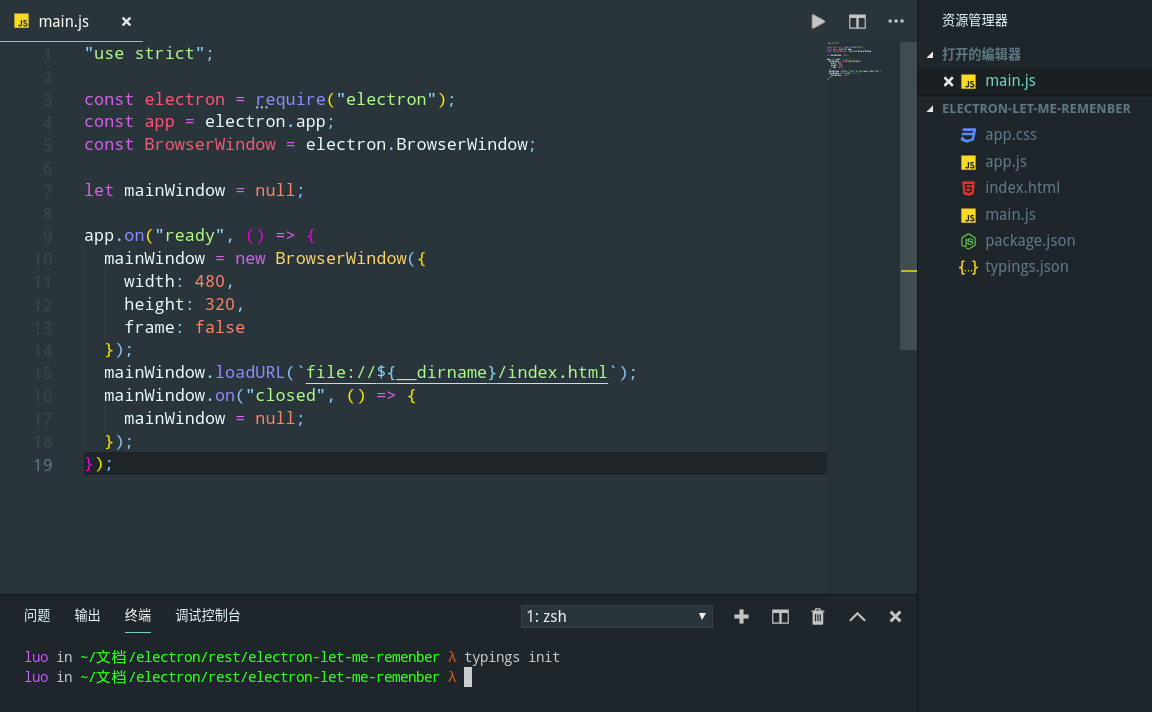 JS main.js ×
1 "use strict";
2
3 const electron = require("electron");
4 const app = electron.app;
5 const BrowserWindow = electron.BrowserWindow;
6
7 let mainWindow = null;
8
9 app.on("ready", () => {
10   mainWindow = new BrowserWindow({
11     width: 480,
12     height: 320,
13     frame: false
14   });
15   mainWindow.loadURL(`file://${__dirname}/index.html`);
16   mainWindow.on("closed", () => {
17     mainWindow = null;
18   });
19 });
问题 输出 终端 调试控制台 1: zsh
luo in ~/文档/electron/rest/electron-let-me-remenber λ typings init
luo in ~/文档/electron/rest/electron-let-me-remenber λ
资源管理器
打开的编辑器
× JS main.js
ELECTRON-LET-ME-REMENBER
app.css
JS app.js
index.html
JS main.js
JS package.json
{..} typings.json